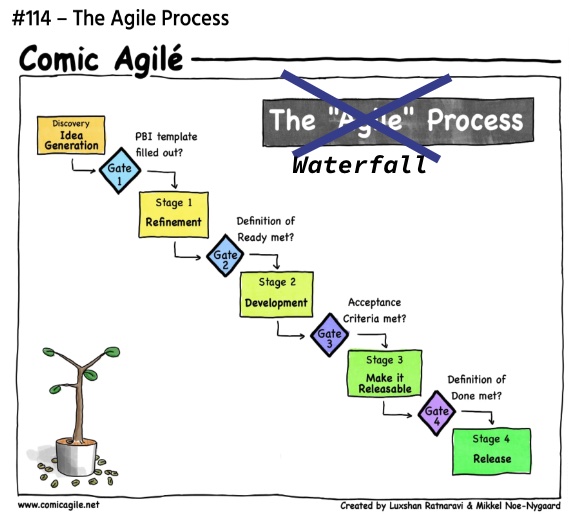 #114 – The Agile Process
Comic Agilé
The "Agile" Process
Waterfall
Discovery
Idea
Generation
PBI template
filled out?
Gate
1
Stage 1
Refinement
Definition of
Ready met?
Gate
2
Stage 2
Development
Acceptance
Criteria met?
Gate
3
Stage 3
Make it
Releasable
Definition of
Done met?
Gate
4
Stage 4
Release
www.comicagile.net
Created by Luxshan Ratnaravi & Mikkel Noe-Nygaard